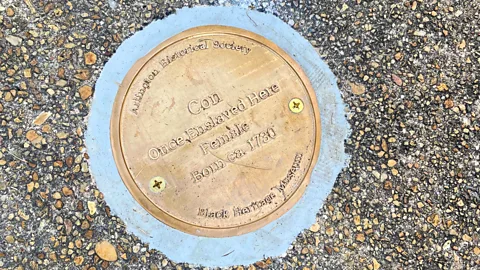 Arlington Historical Society
Con
Once Enslaved Here
Female
Born ca. 1780
Black Heritage Museum